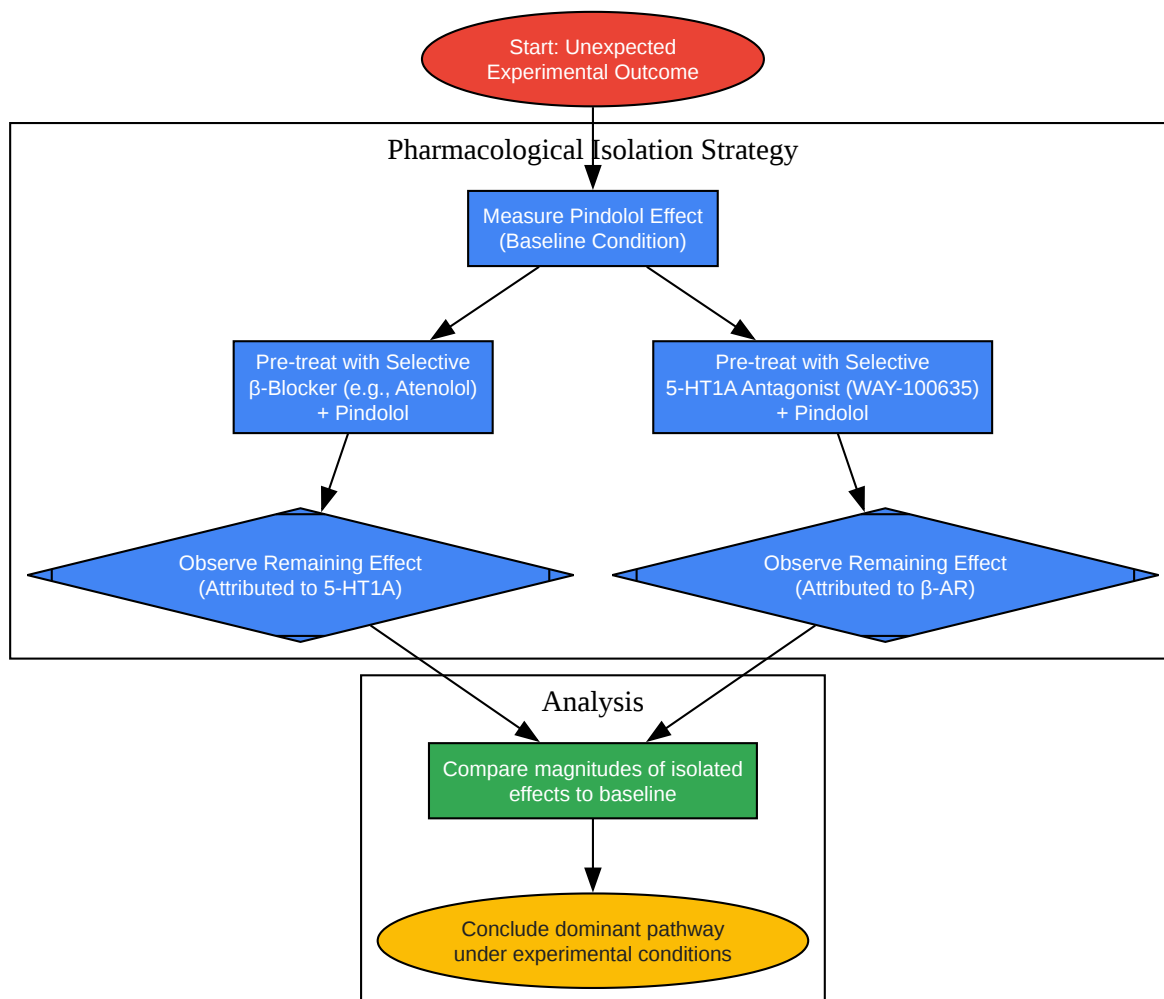 Start: Unexpected
Experimental Outcome
Pharmacological Isolation Strategy
Measure Pindolol Effect
(Baseline Condition)
Pre-treat with Selective
β-Blocker (e.g., Atenolol)
+ Pindolol
Pre-treat with Selective
5-HT1A Antagonist (WAY-100635)
+ Pindolol
Observe Remaining Effect
(Attributed to 5-HT1A)
Observe Remaining Effect
(Attributed to β-AR)
Analysis
Compare magnitudes of isolated
effects to baseline
Conclude dominant pathway
under experimental conditions